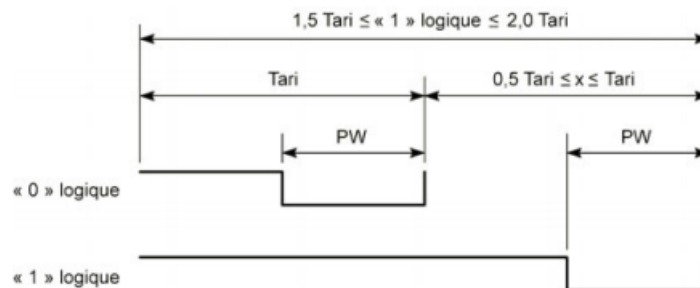 1,5 Tari ≤ « 1 » logique ≤ 2,0 Tari
Tari
0,5 Tari ≤ x ≤ Tari
PW
PW
« 0 » logique
« 1 » logique